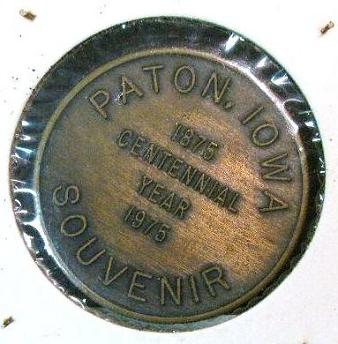 PATON, IOWA
1875
CENTENNIAL
YEAR
1975
SOUVENIR